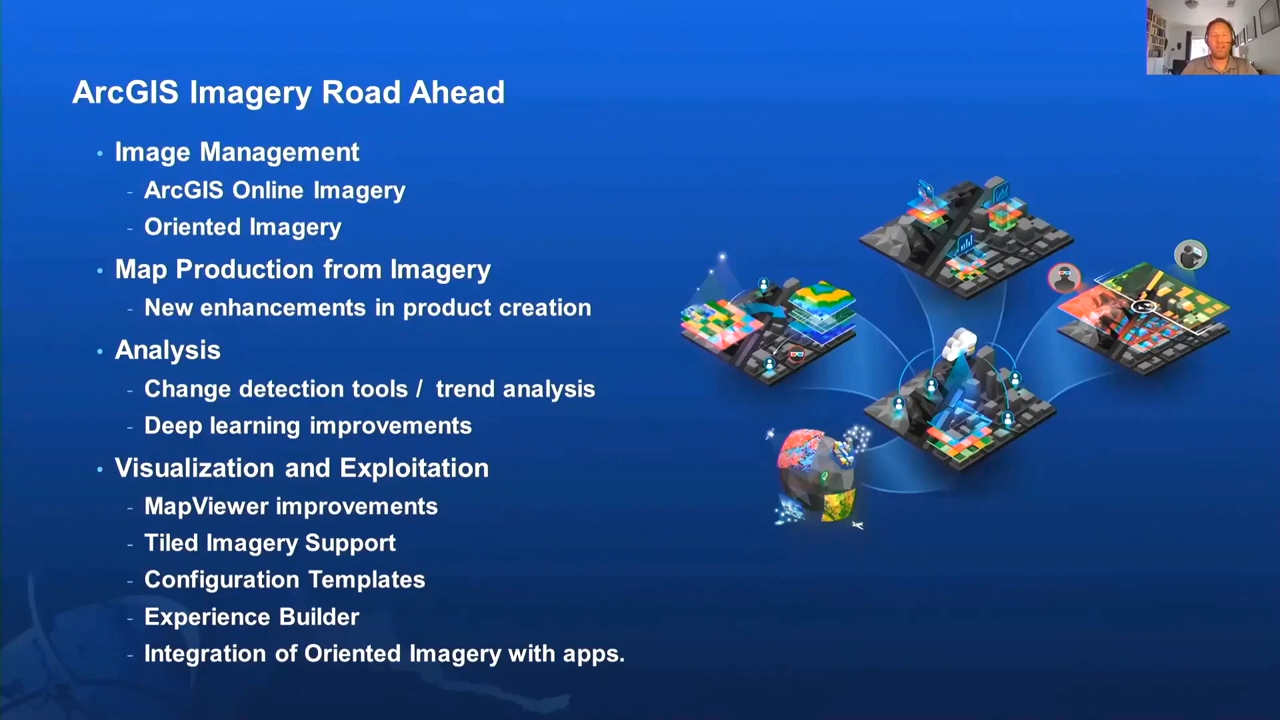 ArcGIS Imagery Road Ahead
• Image Management
- ArcGIS Online Imagery
- Oriented Imagery
• Map Production from Imagery
- New enhancements in product creation
• Analysis
- Change detection tools / trend analysis
- Deep learning improvements
• Visualization and Exploitation
- MapViewer improvements
- Tiled Imagery Support
- Configuration Templates
- Experience Builder
- Integration of Oriented Imagery with apps.